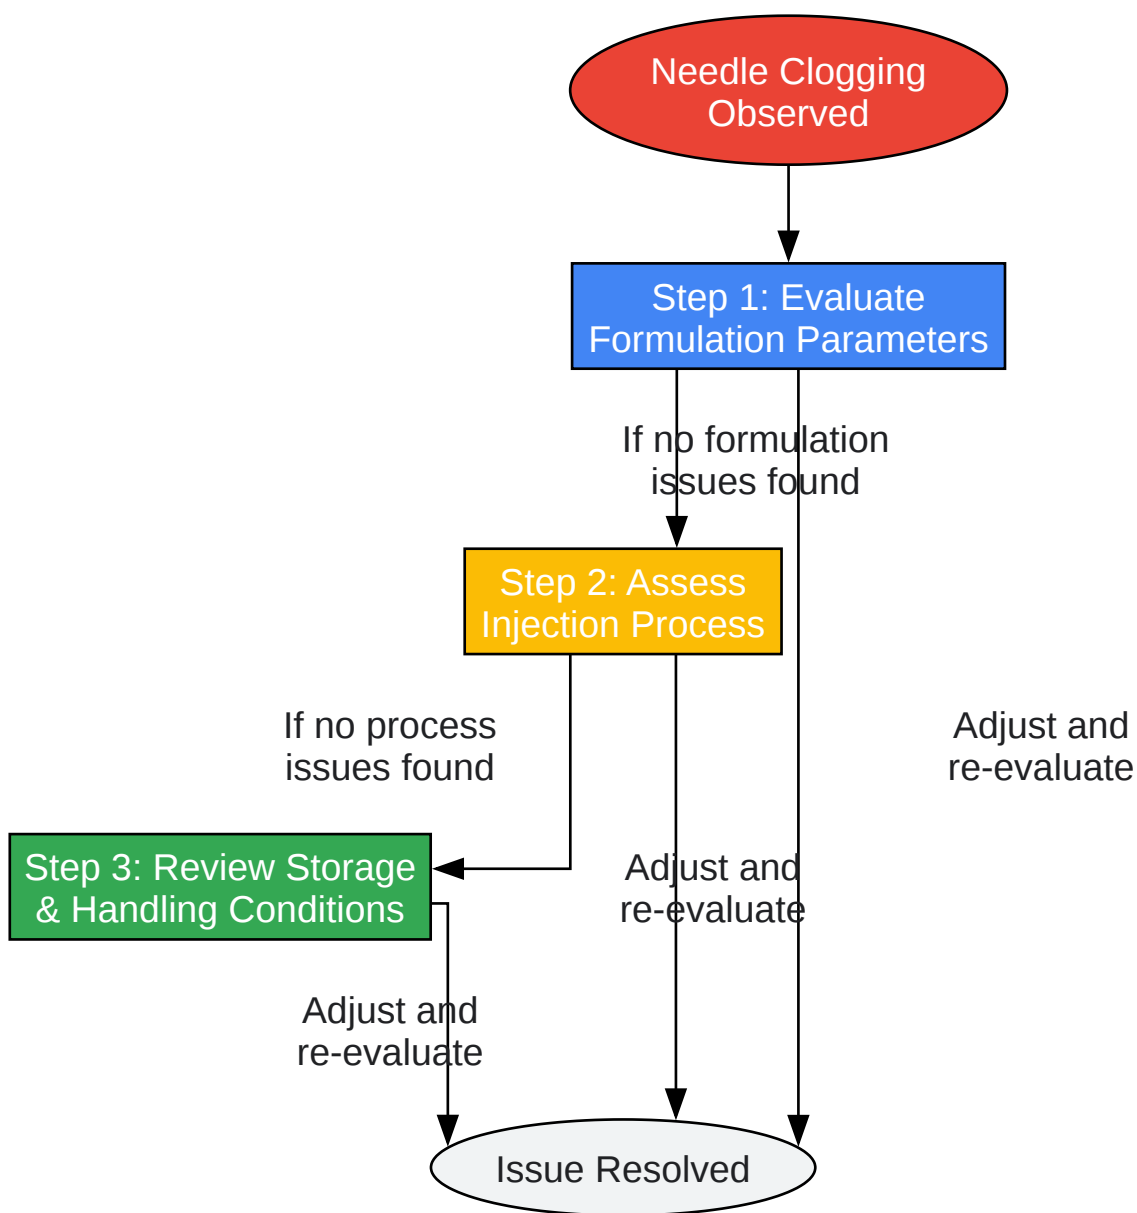 Needle Clogging
Observed
Step 1: Evaluate
Formulation Parameters
If no formulation
issues found
Step 2: Assess
Injection Process
If no process
issues found
Adjust and
re-evaluate
Step 3: Review Storage
& Handling Conditions
Adjust and
re-evaluate
Adjust and
re-evaluate
Issue Resolved